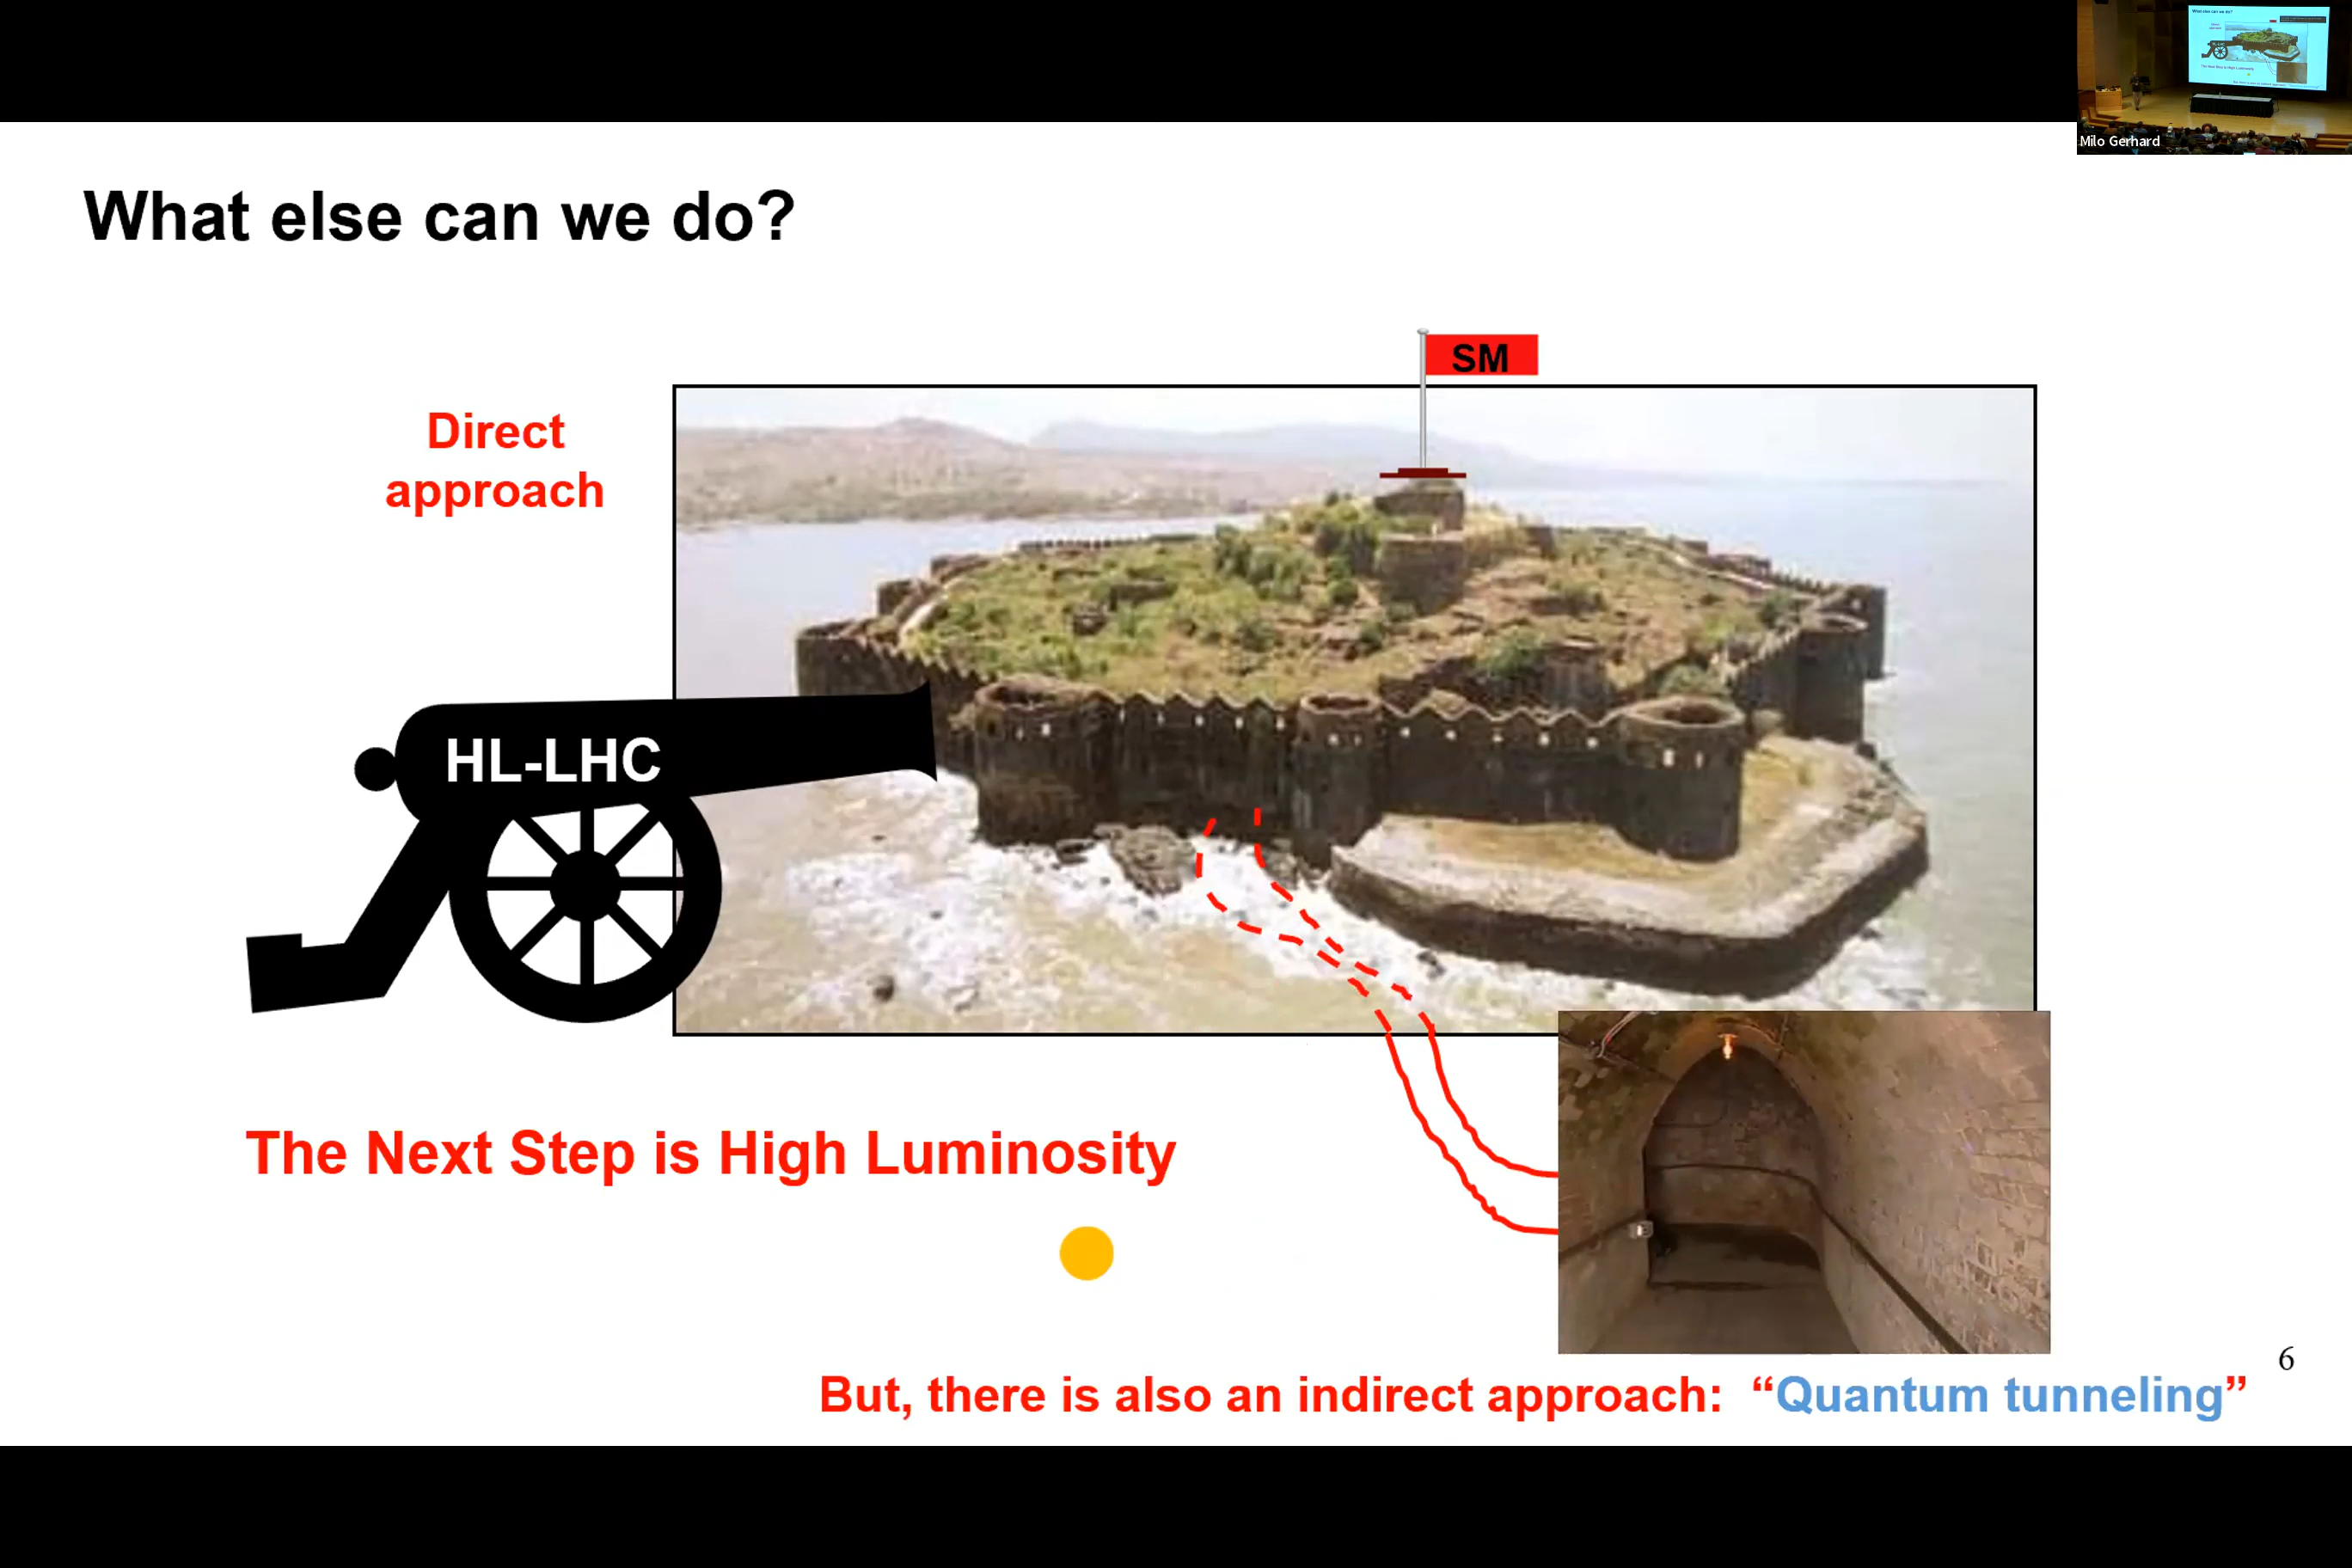 Milo Gerhard
What else can we do?
SM
Direct
approach
HL-LHC
The Next Step is High Luminosity
6
But, there is also an indirect approach: “Quantum tunneling”